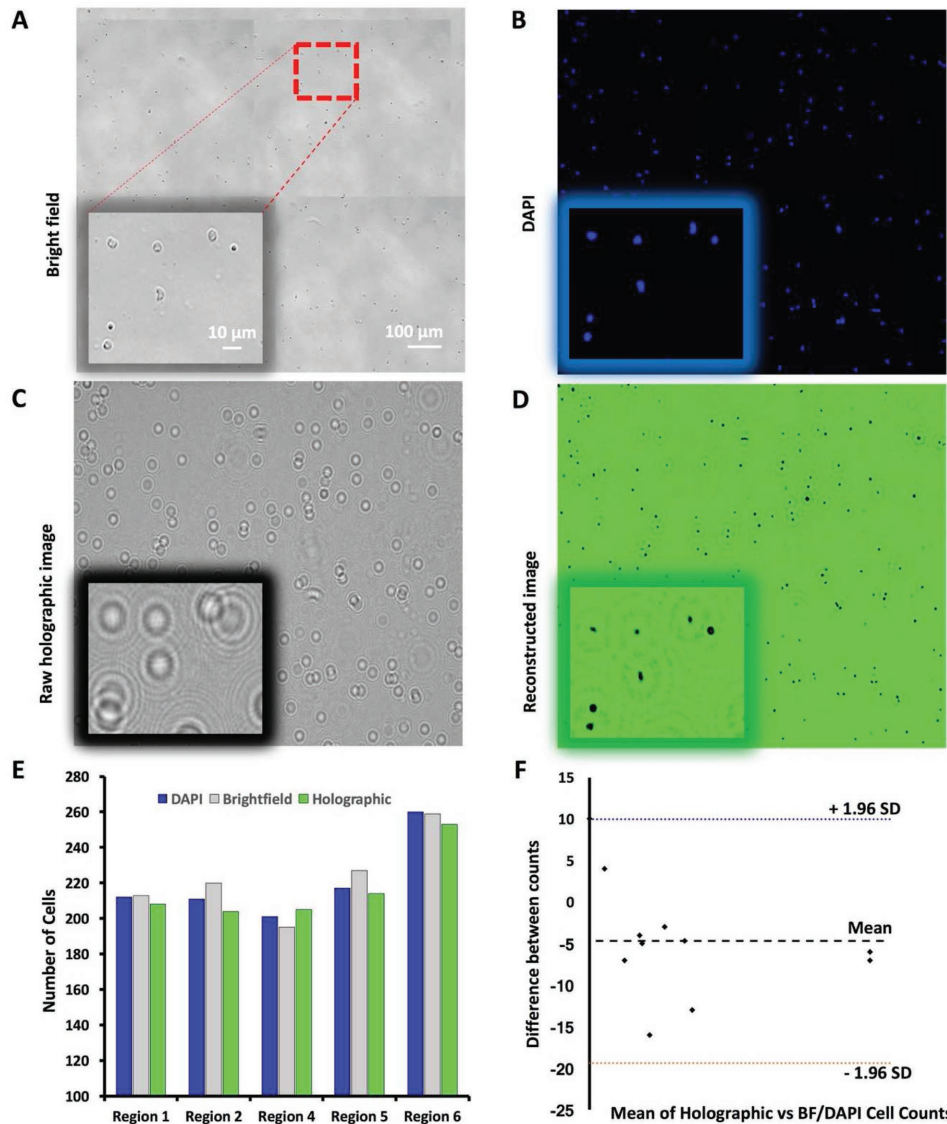 A
Bright field
10 µm
100 µm
B
DAPI
C
Raw holographic image
D
Reconstructed image
E
Number of Cells
280
260
240
220
200
180
160
140
120
100
DAPI Brightfield Holographic
Region 1 Region 2 Region 4 Region 5 Region 6
F
Difference between counts
15
10
5
0
-5
-10
-15
-20
-25
+ 1.96 SD
Mean
- 1.96 SD
Mean of Holographic vs BF/DAPI Cell Counts